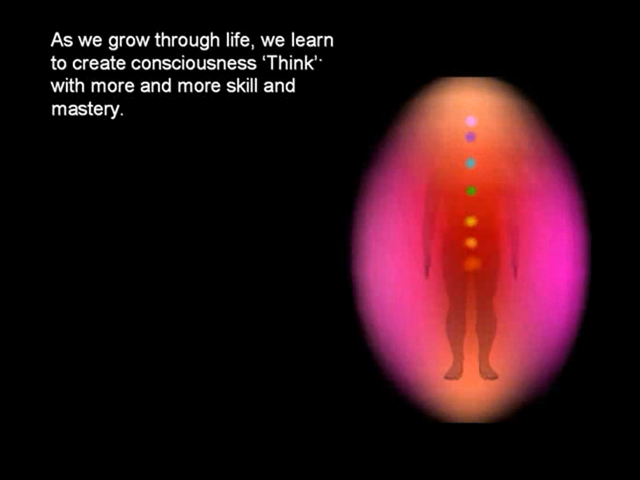 As we grow through life, we learn
to create consciousness ‘Think’·
with more and more skill and
mastery.